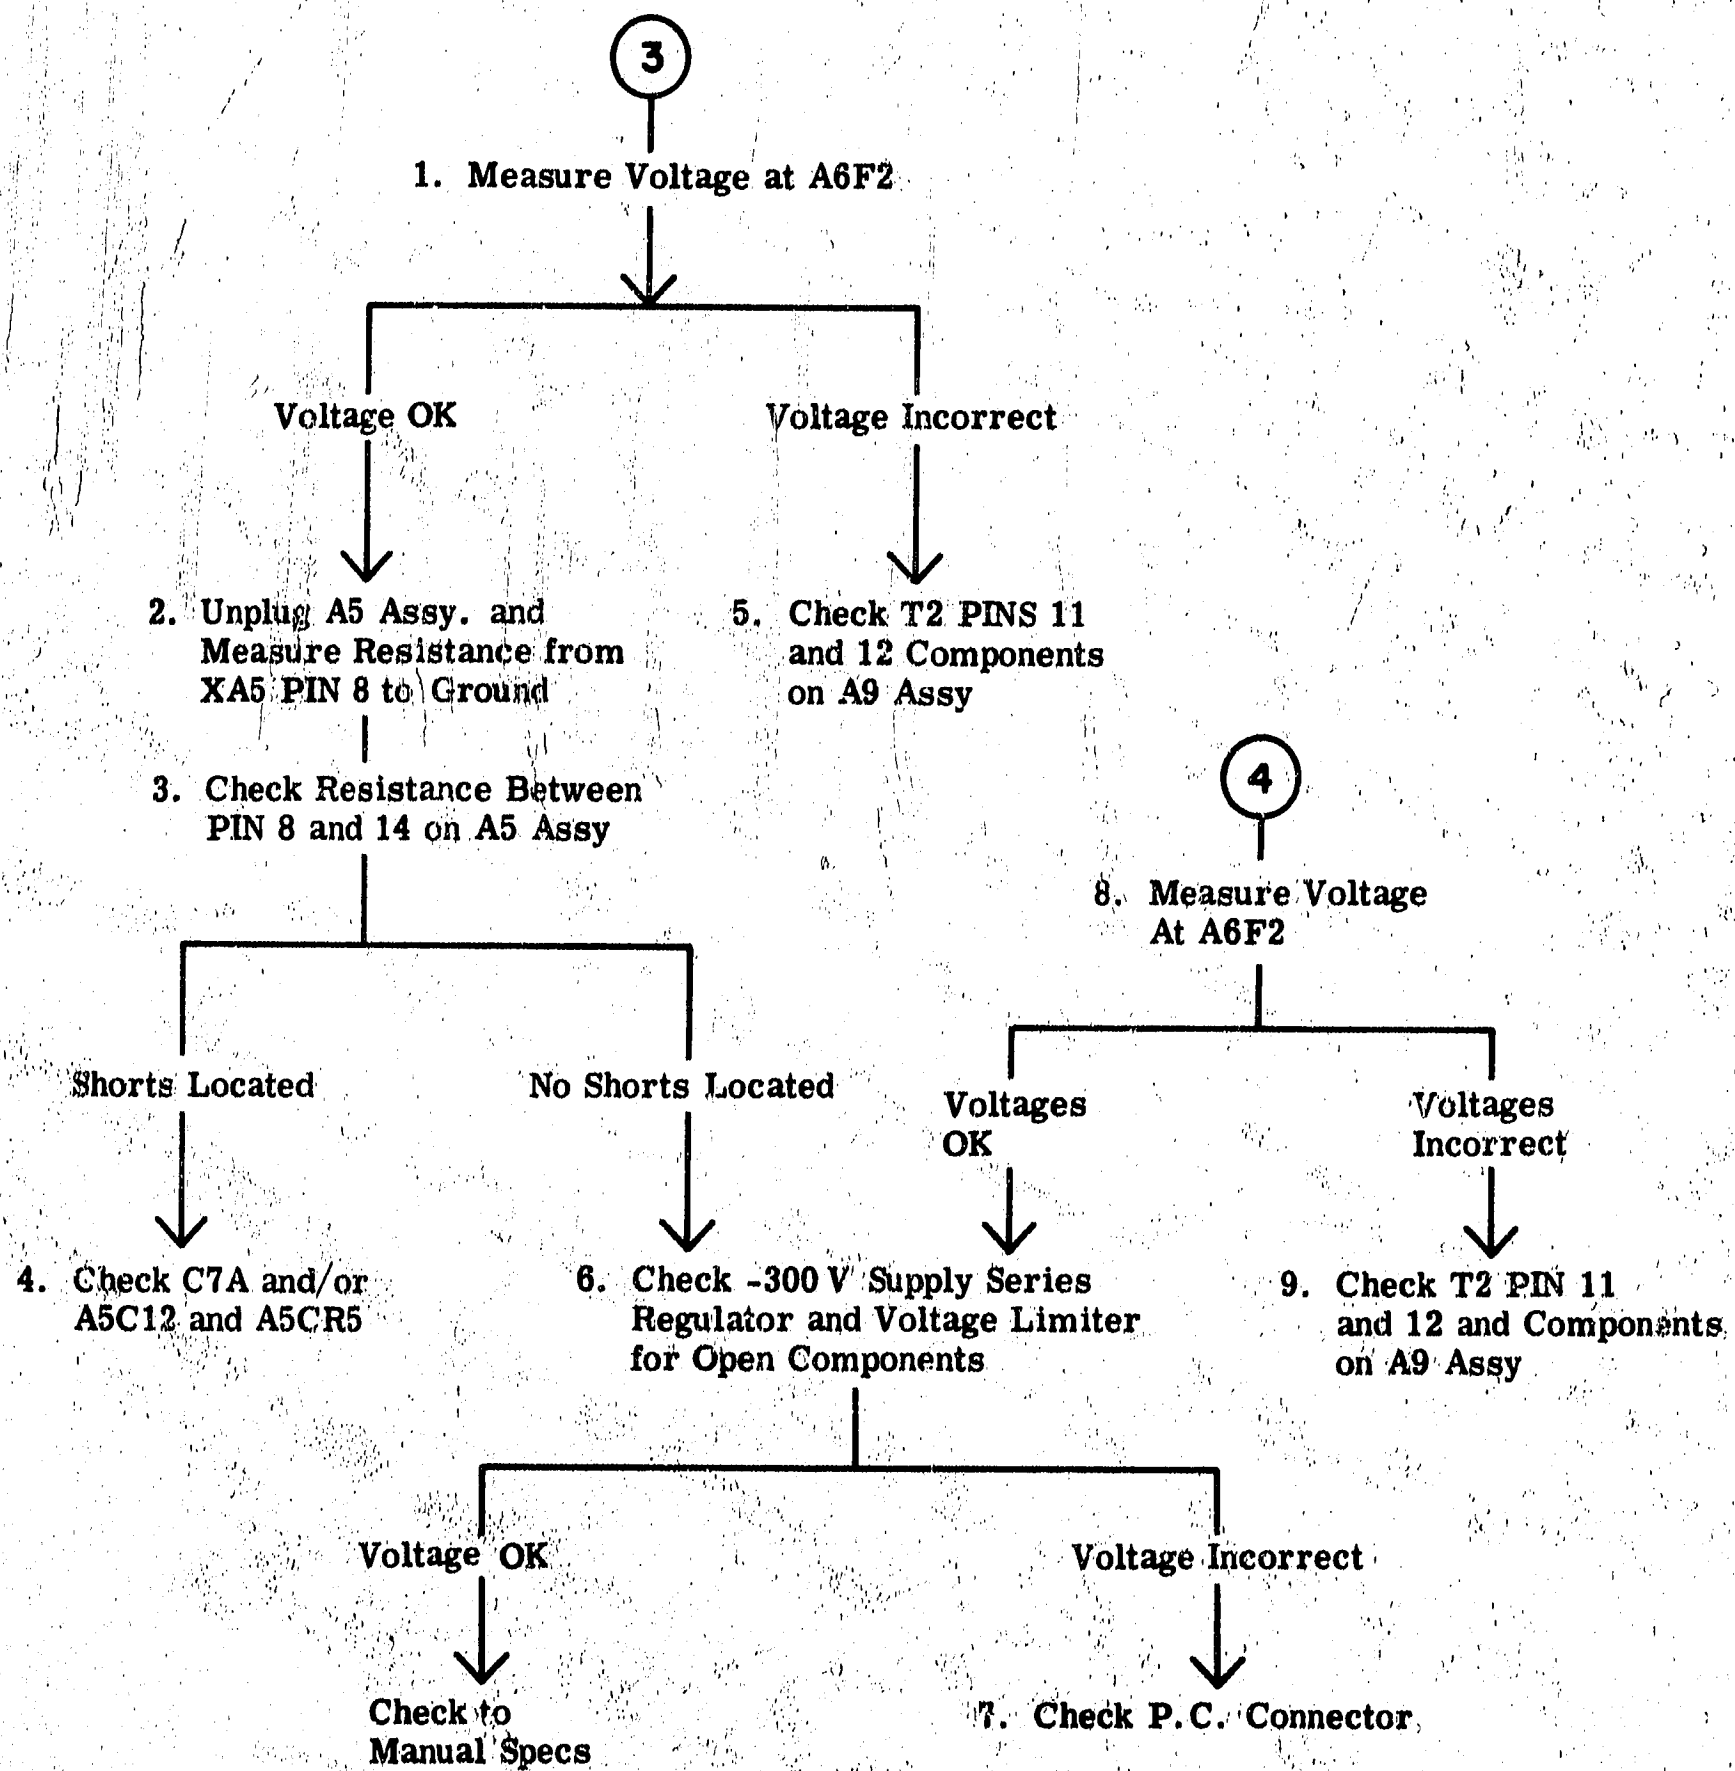 3
1. Measure Voltage at A6F2
Voltage OK
Voltage Incorrect
2. Unplug A5 Assy. and
Measure Resistance from
XA5 PIN 8 to Ground
5. Check T2 PINS 11
and 12 Components
on A9 Assy
3. Check Resistance Between
PIN 8 and 14 on A5 Assy
4
8. Measure Voltage
At A6F2
Shorts Located
No Shorts Located
Voltages
OK
Voltages
Incorrect
4. Check C7A and/or
A5C12 and A5CR5
6. Check -300 V Supply Series
Regulator and Voltage Limiter
for Open Components
9. Check T2 PIN 11
and 12 and Components
on A9 Assy
Voltage OK
Voltage Incorrect
Check to
Manual Specs
7. Check P.C. Connector